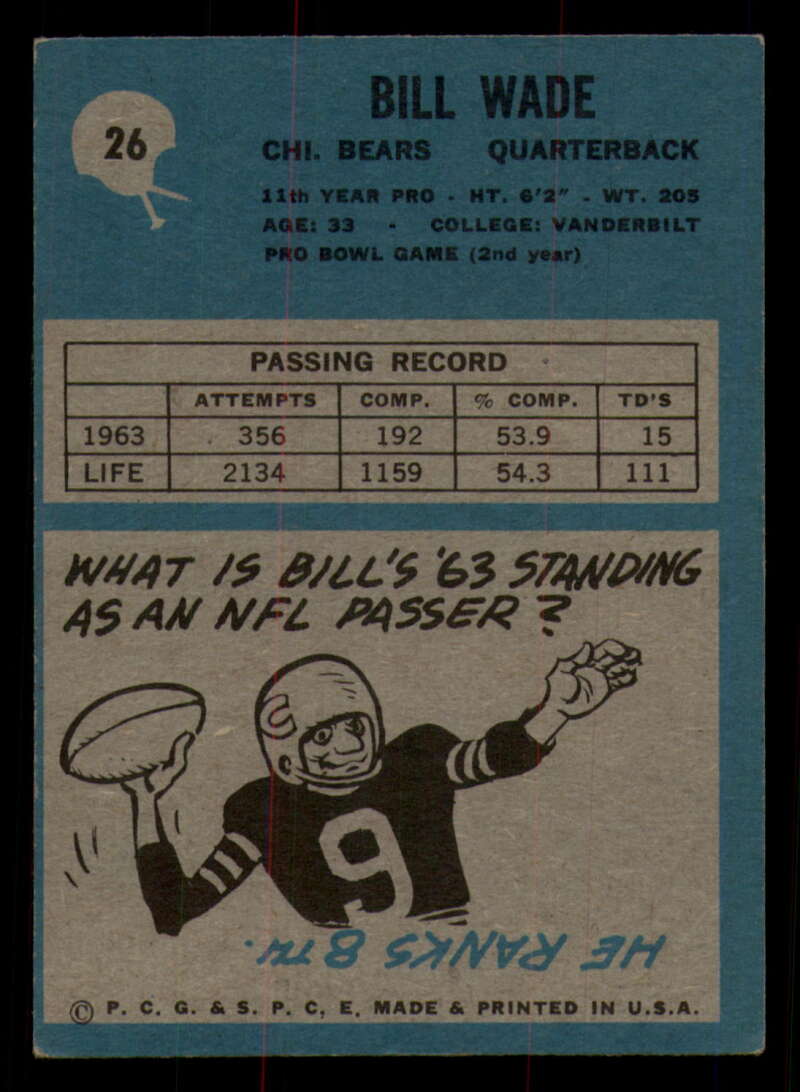 26
BILL WADE
CHI. BEARS QUARTERBACK
11th YEAR PRO - HT. 6'2" - WT. 205
AGE: 33 - COLLEGE: VANDERBILT
PRO BOWL GAME (2nd year)
PASSING RECORD
ATTEMPTS COMP. % COMP. TD'S
1963 356 192 53.9 15
LIFE 2134 1159 54.3 111
WHAT IS BILL'S '63 STANDING
AS AN NFL PASSER?
C
9
HE RANKS 8TH.
© P. C. G. & S. P. C. E. MADE & PRINTED IN U.S.A.